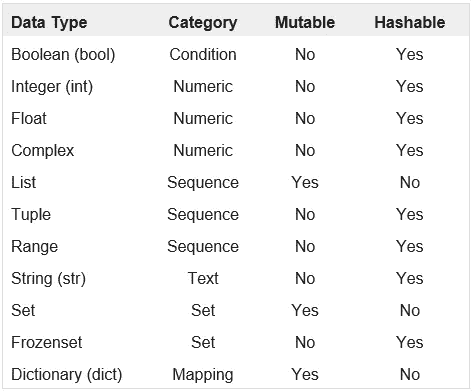 Data Type Category Mutable Hashable
Boolean (bool) Condition No Yes
Integer (int) Numeric No Yes
Float Numeric No Yes
Complex Numeric No Yes
List Sequence Yes No
Tuple Sequence No Yes
Range Sequence No Yes
String (str) Text No Yes
Set Set Yes No
Frozenset Set No Yes
Dictionary (dict) Mapping Yes No